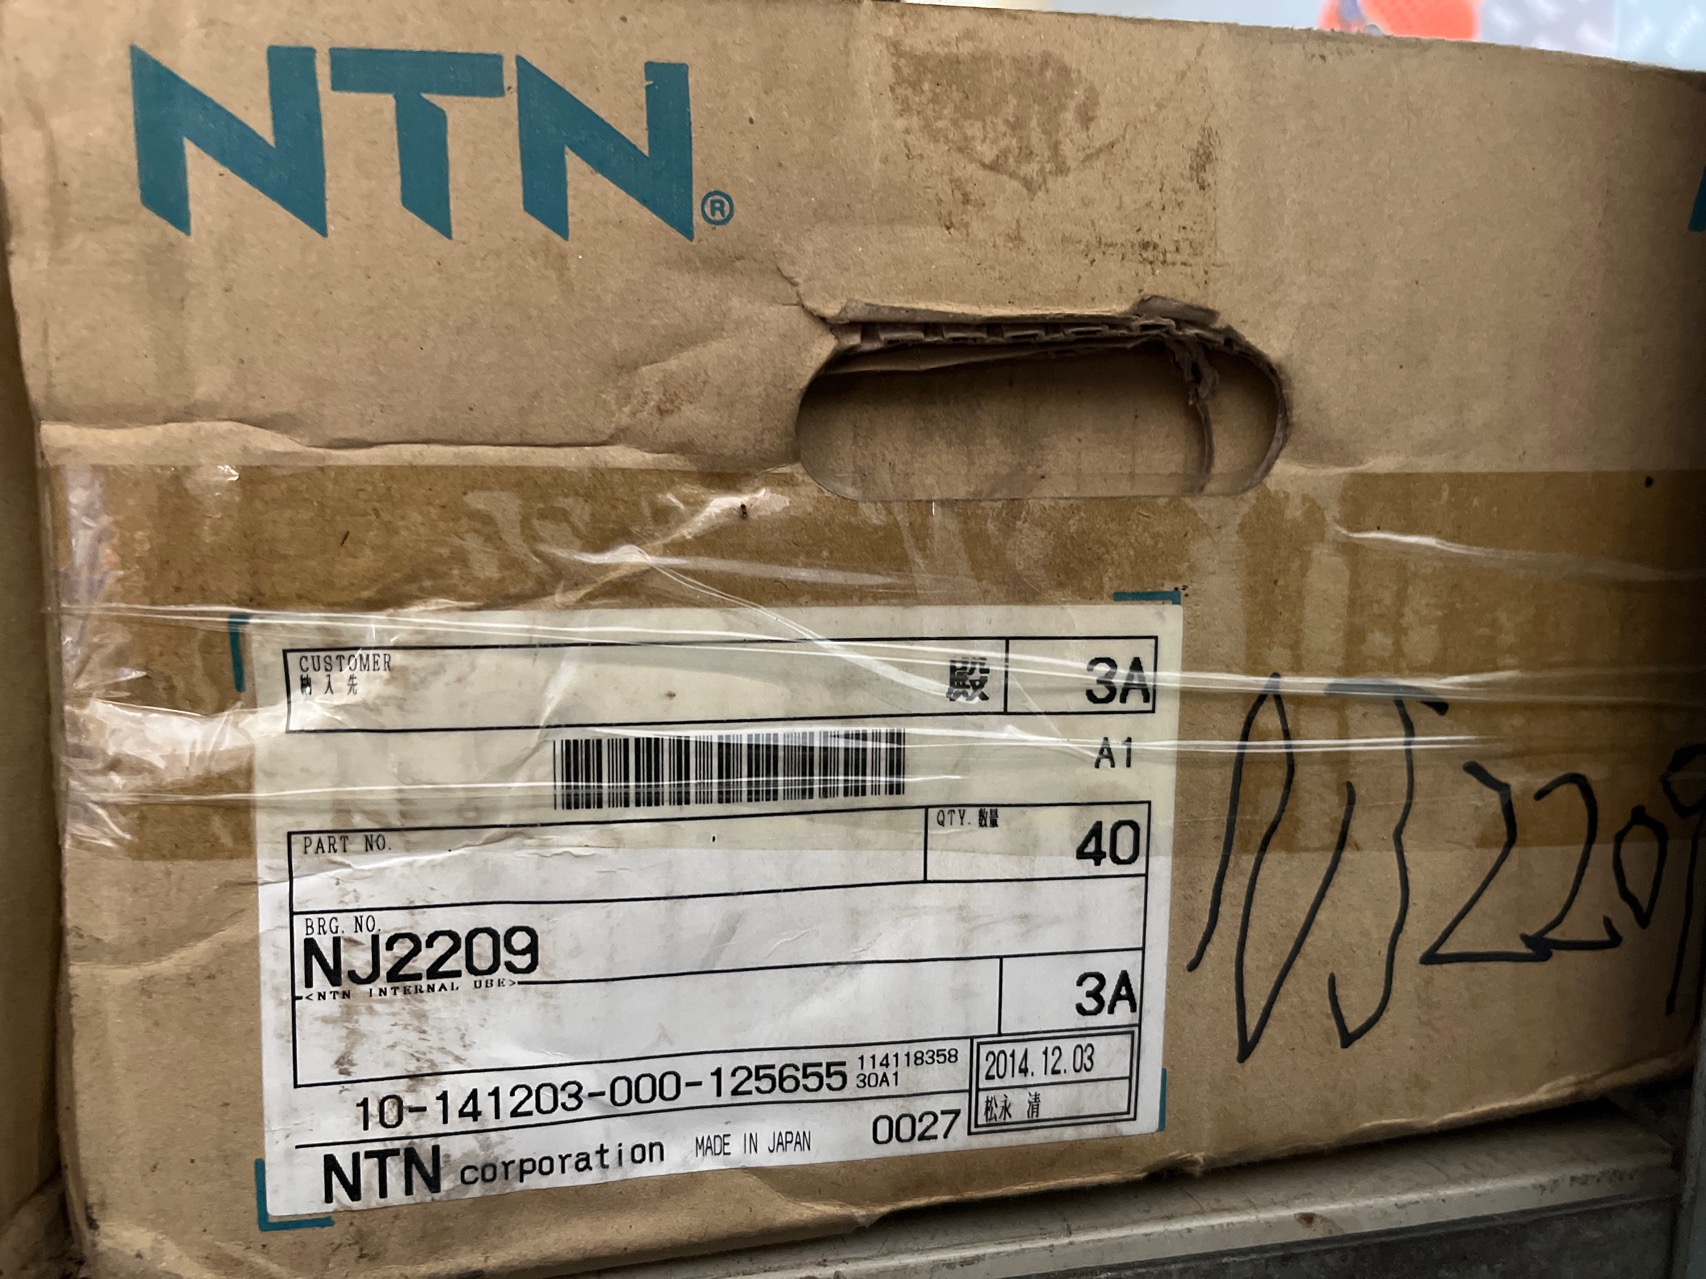 NTN®
CUSTOMER
納入先
殿
3A
A1
PART NO.
QTY. 数量
40
BRG. NO.
NJ2209
<NTN INTERNAL USE>
3A
10-141203-000-125655
114118358
30A1
2014.12.03
松永 清
0027
NTN corporation MADE IN JAPAN
NJ2209